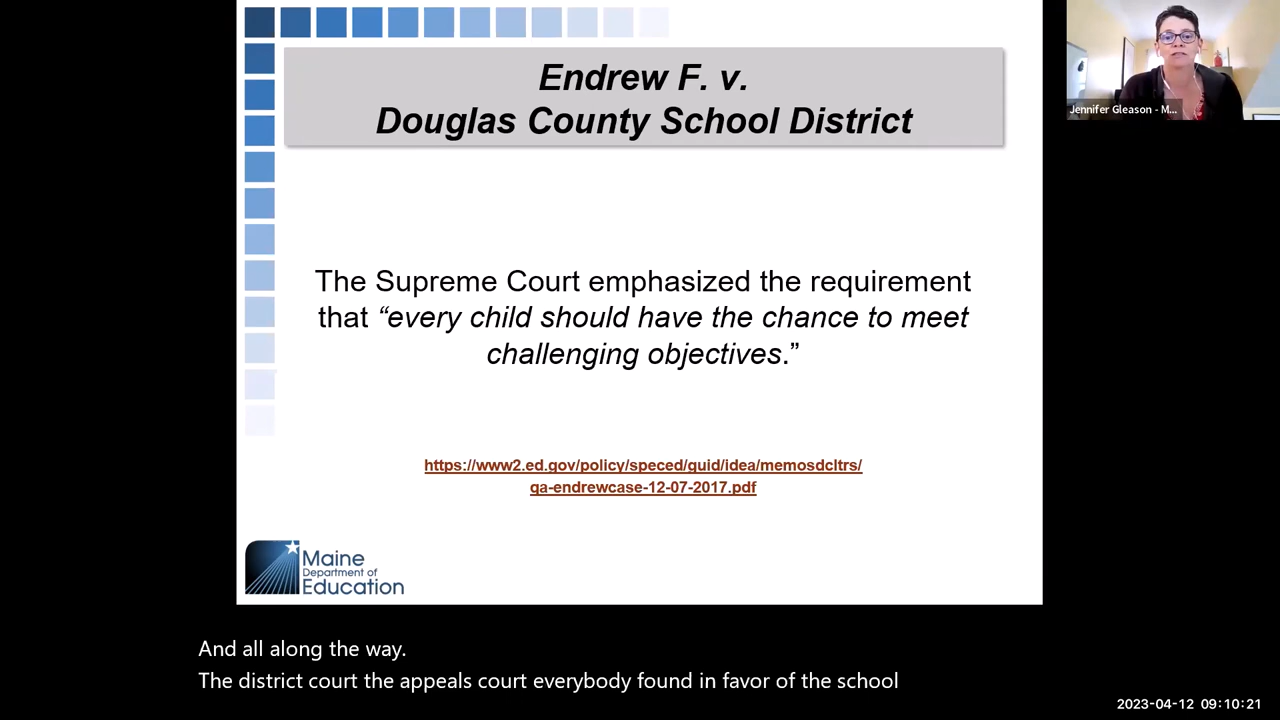 Endrew F. v.
Douglas County School District
Jennifer Gleason - M...
The Supreme Court emphasized the requirement
that “every child should have the chance to meet
challenging objectives.”
https://www2.ed.gov/policy/speced/guid/idea/memosdcltrs/
qa-endrewcase-12-07-2017.pdf
Maine
Department of
Education
And all along the way.
The district court the appeals court everybody found in favor of the school
2023-04-12 09:10:21